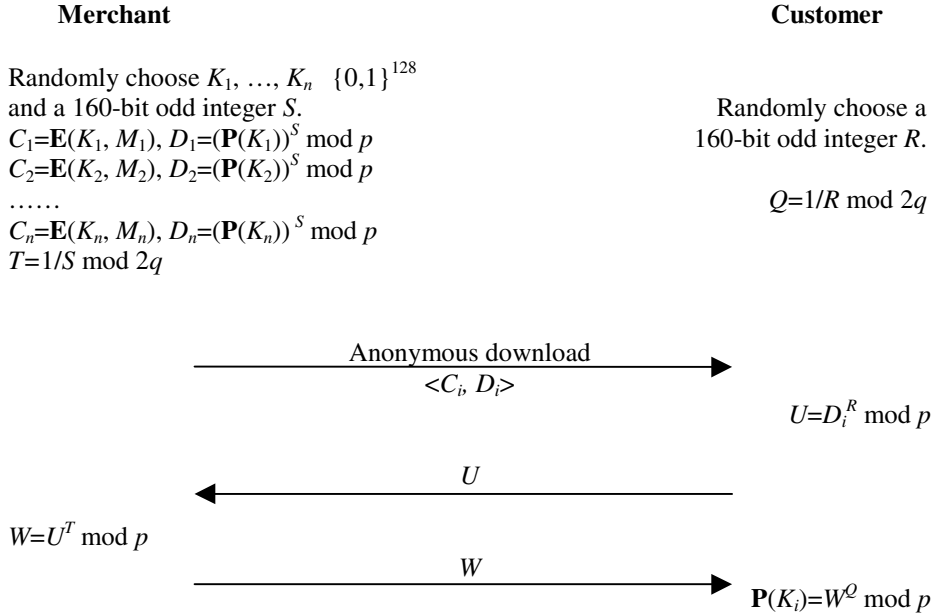 Merchant
Customer
Randomly choose K₁, …, Kₙ {0,1}¹²⁸
and a 160-bit odd integer S.
C₁=E(K₁, M₁), D₁=(P(K₁))ˢ mod p
C₂=E(K₂, M₂), D₂=(P(K₂))ˢ mod p
……
Cₙ=E(Kₙ, Mₙ), Dₙ=(P(Kₙ)) ˢ mod p
T=1/S mod 2q
Randomly choose a
160-bit odd integer R.
Q=1/R mod 2q
Anonymous download
<Cᵢ, Dᵢ>
U=Dᵢᴿ mod p
U
W=Uᵀ mod p
W
P(Kᵢ)=W^Q mod p